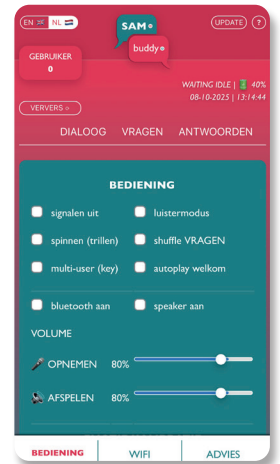 EN NL
SAM
UPDATE ?
buddy
GEBRUIKER
0
WAITING IDLE | 40%
08-10-2025 | 13:14:44
VERVERS
DIALOOG VRAGEN ANTWOORDEN
BEDIENING
signalen uit luistermodus
spinnen (trillen) shuffle VRAGEN
multi-user (key) autoplay welkom
bluetooth aan speaker aan
VOLUME
OPNEMEN 80%
AFSPELEN 80%
BEDIENING WIFI ADVIES